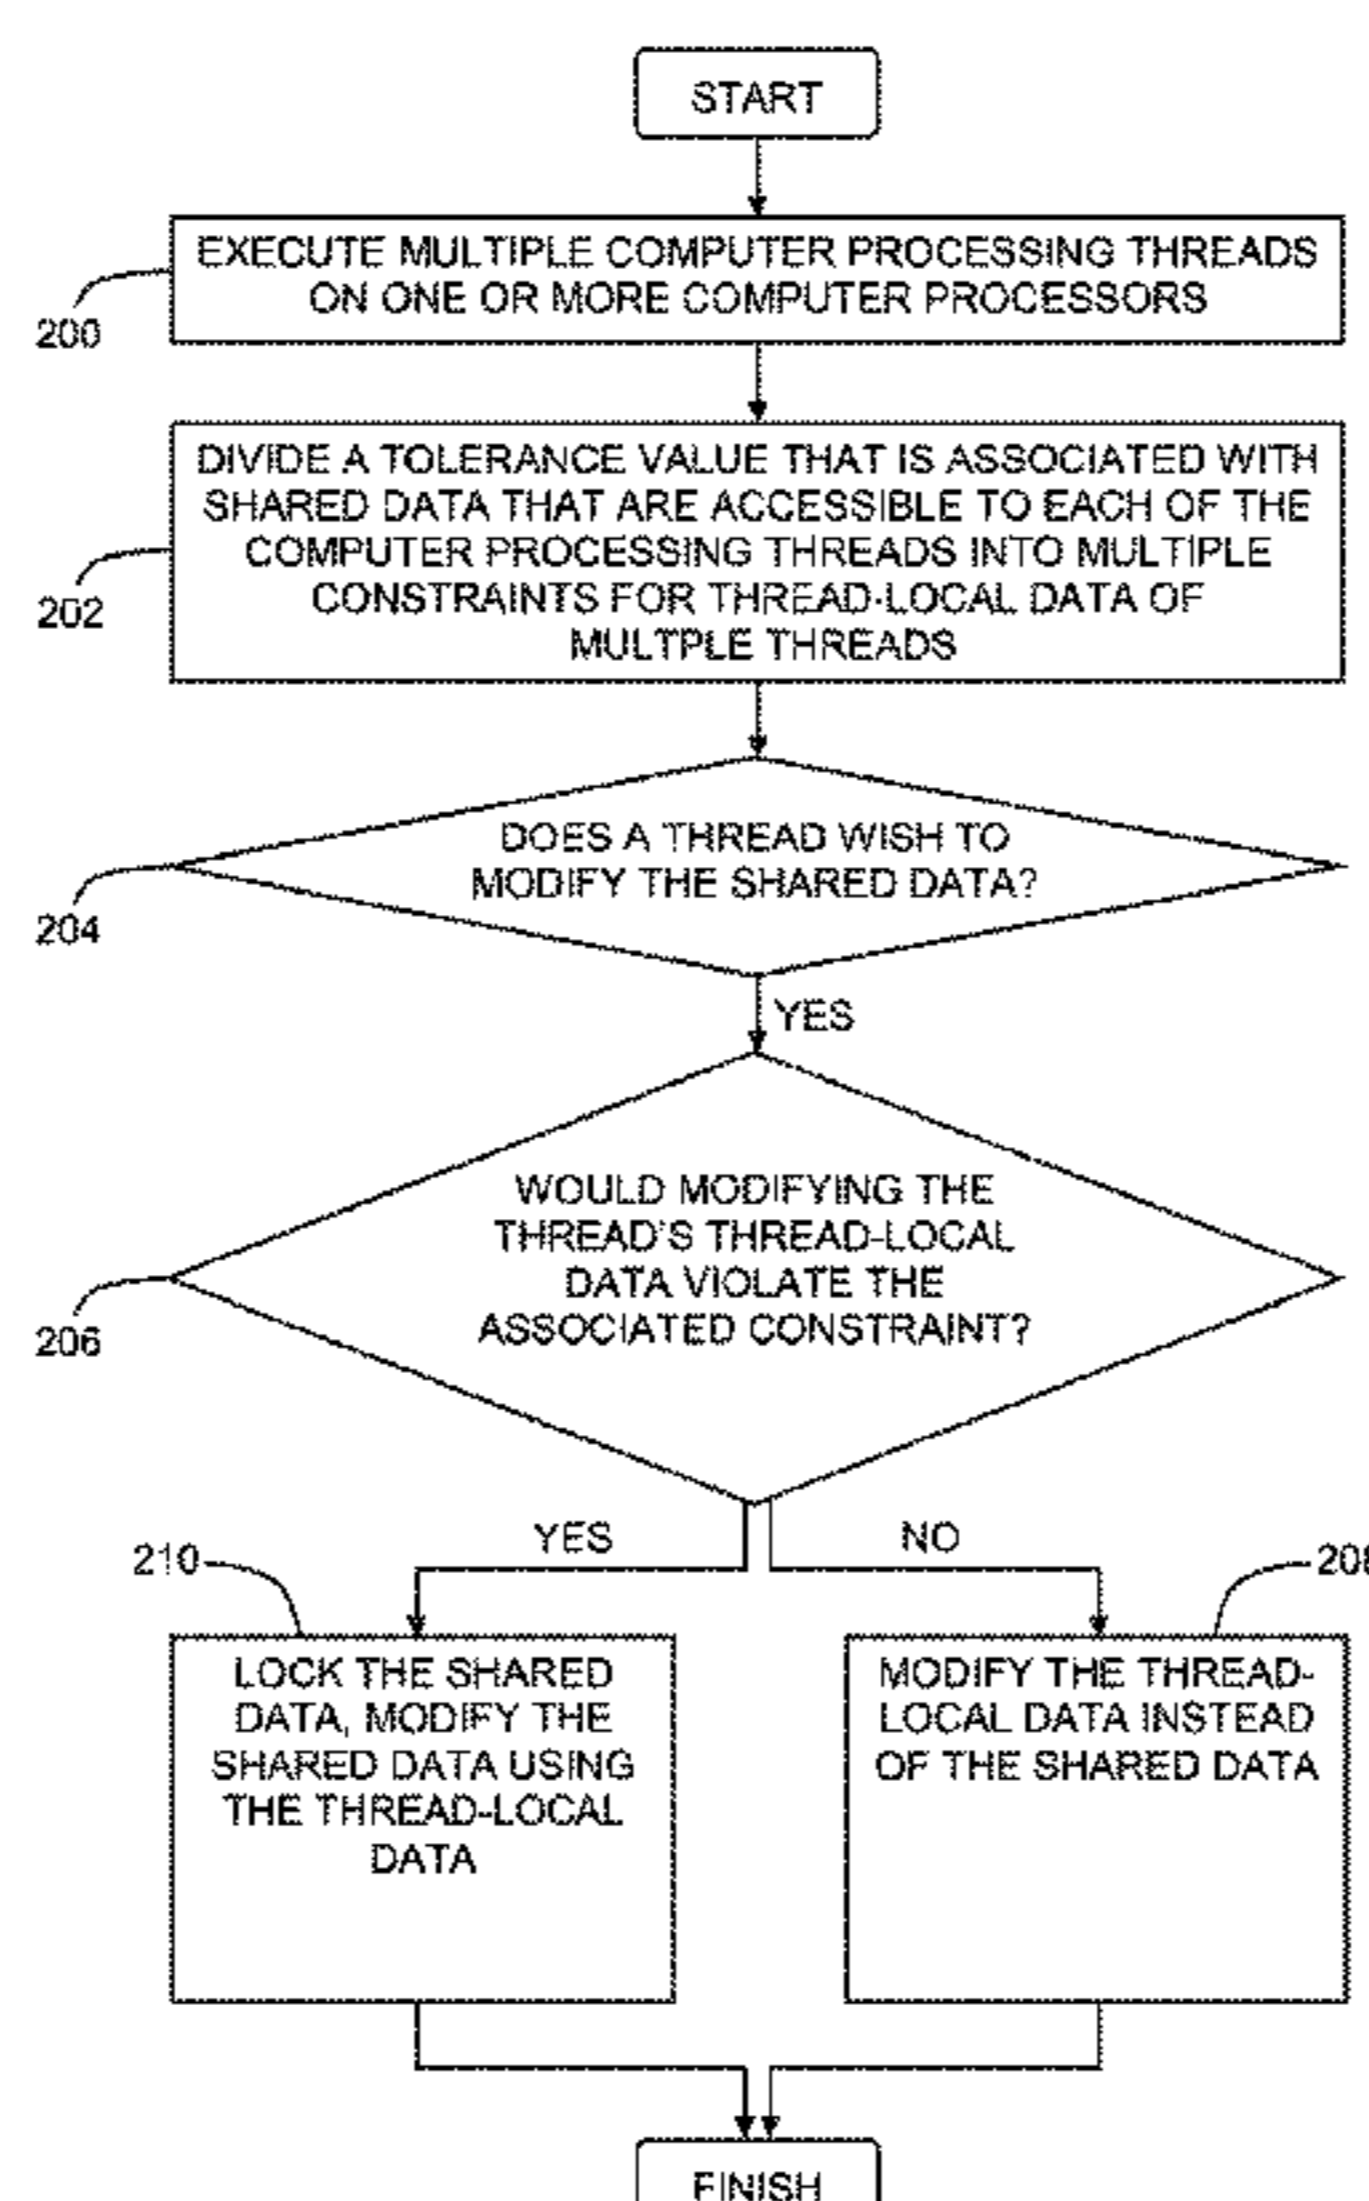 START
EXECUTE MULTIPLE COMPUTER PROCESSING THREADS
ON ONE OR MORE COMPUTER PROCESSORS
200
DIVIDE A TOLERANCE VALUE THAT IS ASSOCIATED WITH
SHARED DATA THAT ARE ACCESSIBLE TO EACH OF THE
COMPUTER PROCESSING THREADS INTO MULTIPLE
CONSTRAINTS FOR THREAD-LOCAL DATA OF
MULTPLE THREADS
202
DOES A THREAD WISH TO
MODIFY THE SHARED DATA?
204
YES
WOULD MODIFYING THE
THREAD'S THREAD-LOCAL
DATA VIOLATE THE
ASSOCIATED CONSTRAINT?
206
YES
NO
210
208
LOCK THE SHARED
DATA, MODIFY THE
SHARED DATA USING
THE THREAD-LOCAL
DATA
MODIFY THE THREAD-
LOCAL DATA INSTEAD
OF THE SHARED DATA
FINISH